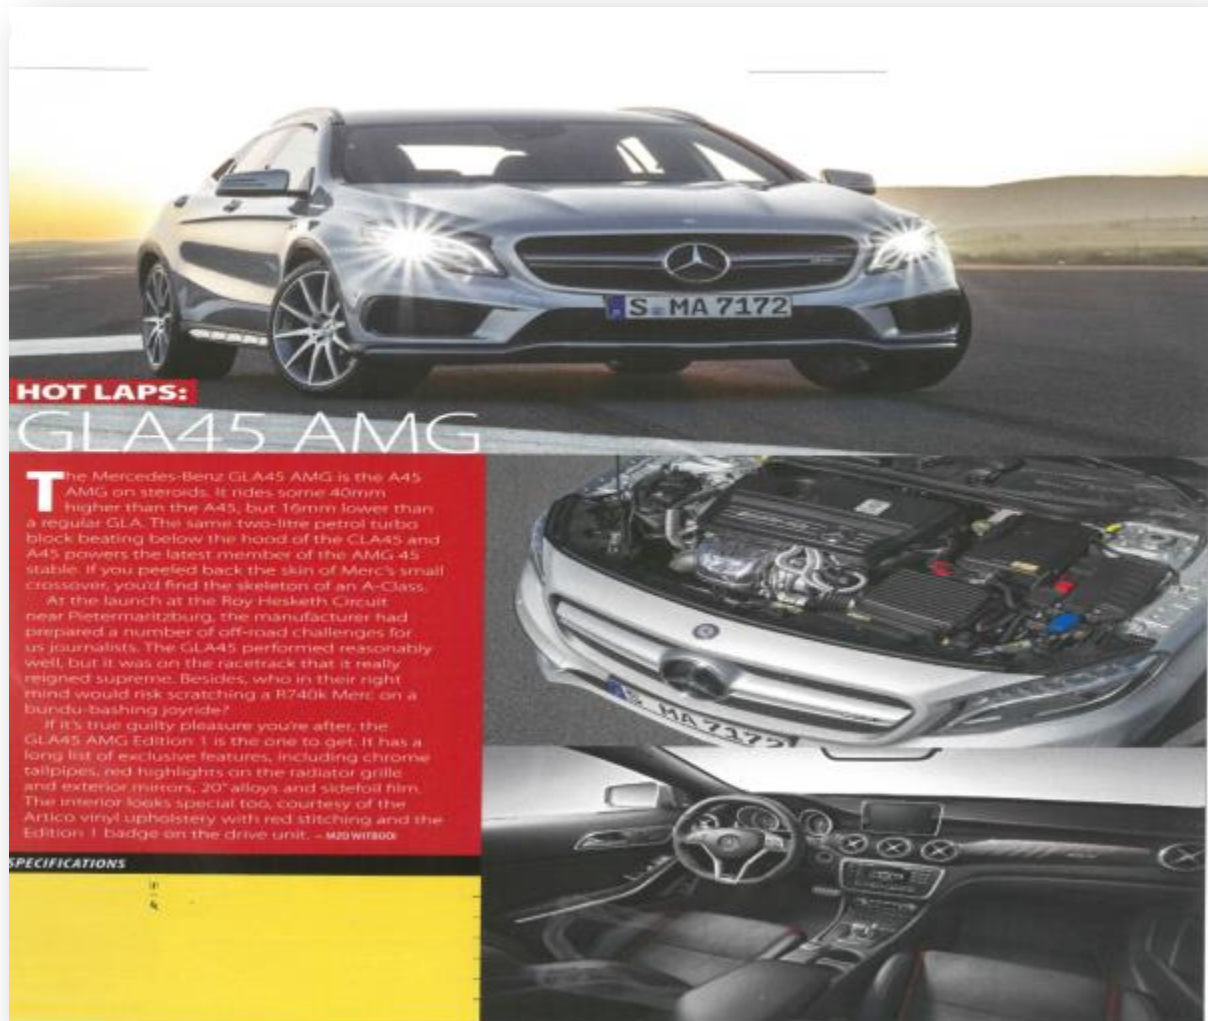 S MA 7172
HOT LAPS:
GLA45 AMG
The Mercedes-Benz GLA45 AMG is the A45
AMG on steroids. It rides some 40mm
higher than the A45, but 16mm lower than
a regular GLA. The same two-litre petrol turbo
block beating below the hood of the CLA45 and
A45 powers the latest member of the AMG 45
stable. If you peeled back the skin of Merc's small
crossover, you'd find the skeleton of an A-Class.
At the launch at the Roy Hesketh Circuit
near Pietermaritzburg, the manufacturer had
prepared a number of off-road challenges for
us journalists. The GLA45 performed reasonably
well, but it was on the racetrack that it really
reigned supreme. Besides, who in their right
mind would risk scratching a R740k Merc on a
bundu-bashing joyride?
If it's true guilty pleasure you're after, the
GLA45 AMG Edition 1 is the one to get. It has a
long list of exclusive features, including chrome
tailpipes, red highlights on the radiator grille
and exterior mirrors, 20" alloys and sidefoil film.
The interior looks special too, courtesy of the
Artico vinyl upholstery with red stitching and the
Edition 1 badge on the drive unit. – MZO WITBOOI
S MA 7172
SPECIFICATIONS